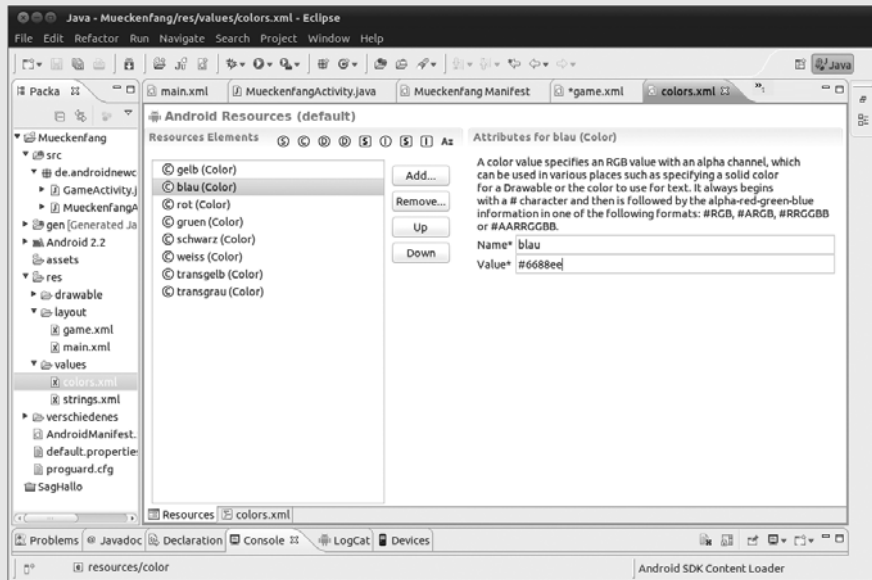 Java - Mueckenfang/res/values/colors.xml - Eclipse
File Edit Refactor Run Navigate Search Project Window Help
Java
Packa
main.xml
MueckenfangActivity.java
Mueckenfang Manifest
*game.xml
colors.xml
Mueckenfang
src
de.androidnewc
GameActivity.j
MueckenfangA
gen [Generated Ja
Android 2.2
assets
res
drawable
layout
game.xml
main.xml
values
colors.xml
strings.xml
verschiedenes
AndroidManifest.
default.propertie
proguard.cfg
SagHallo
Android Resources (default)
Resources Elements
S C D D S I S I Az
gelb (Color)
blau (Color)
rot (Color)
gruen (Color)
schwarz (Color)
weiss (Color)
transgelb (Color)
transgrau (Color)
Add...
Remove...
Up
Down
Attributes for blau (Color)
A color value specifies an RGB value with an alpha channel, which
can be used in various places such as specifying a solid color
for a Drawable or the color to use for text. It always begins
with a # character and then is followed by the alpha-red-green-blue
information in one of the following formats: #RGB, #ARGB, #RRGGBB
or #AARRGGBB.
Name* blau
Value* #6688ee
Resources
colors.xml
Problems
Javadoc
Declaration
Console
LogCat
Devices
resources/color
Android SDK Content Loader